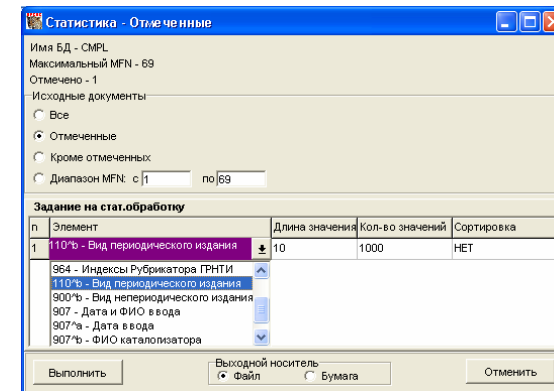 Статистика - Отмеченные
Имя БД - CMPL
Максимальный MFN - 69
Отмечено - 1
Исходные документы
Все
Отмеченные
Кроме отмеченных
Диапазон MFN: с 1 по 69
Задание на стат.обработку
n Элемент Длина значения Кол-во значений Сортировка
1 110^b - Вид периодического издания 10 1000 НЕТ
964 - Индексы Рубрикатора ГРНТИ
110^b - Вид периодического издания
900^b - Вид непериодического издания
907 - Дата и ФИО ввода
907^a - Дата ввода
907^b - ФИО каталогизатора
Выходной носитель
Выполнить Файл Бумага Отменить